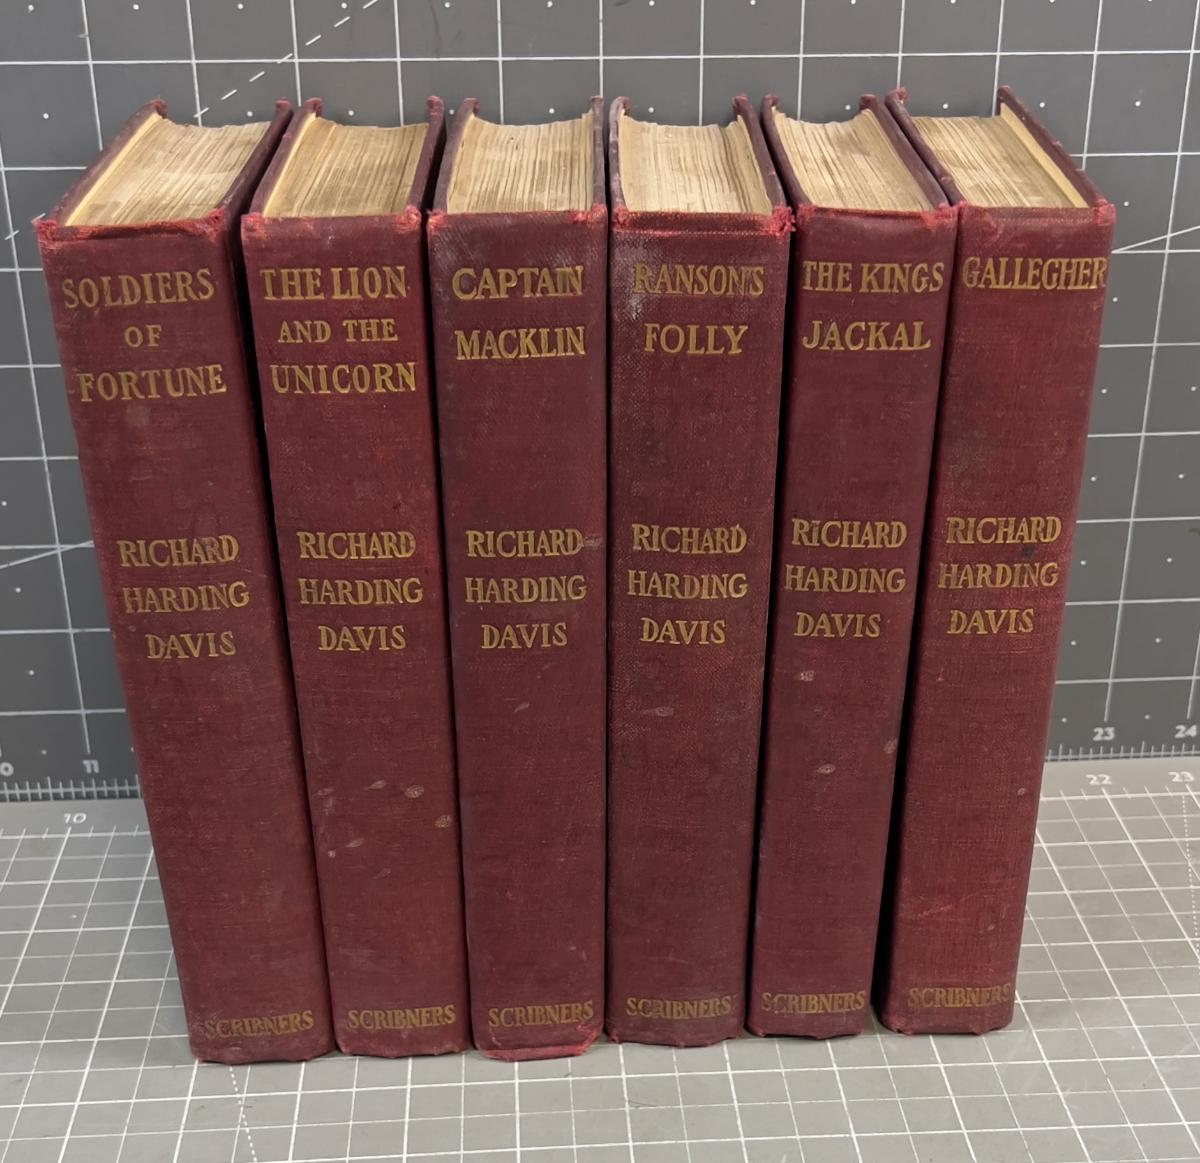 SOLDIERS
OF
FORTUNE
RICHARD
HARDING
DAVIS
SCRIBNERS
THE LION
AND THE
UNICORN
RICHARD
HARDING
DAVIS
SCRIBNERS
CAPTAIN
MACKLIN
RICHARD
HARDING
DAVIS
SCRIBNERS
RANSON'S
FOLLY
RICHARD
HARDING
DAVIS
SCRIBNERS
THE KINGS
JACKAL
RICHARD
HARDING
DAVIS
SCRIBNERS
GALLEGHER
RICHARD
HARDING
DAVIS
SCRIBNERS
0 11
10
23 24
22 23